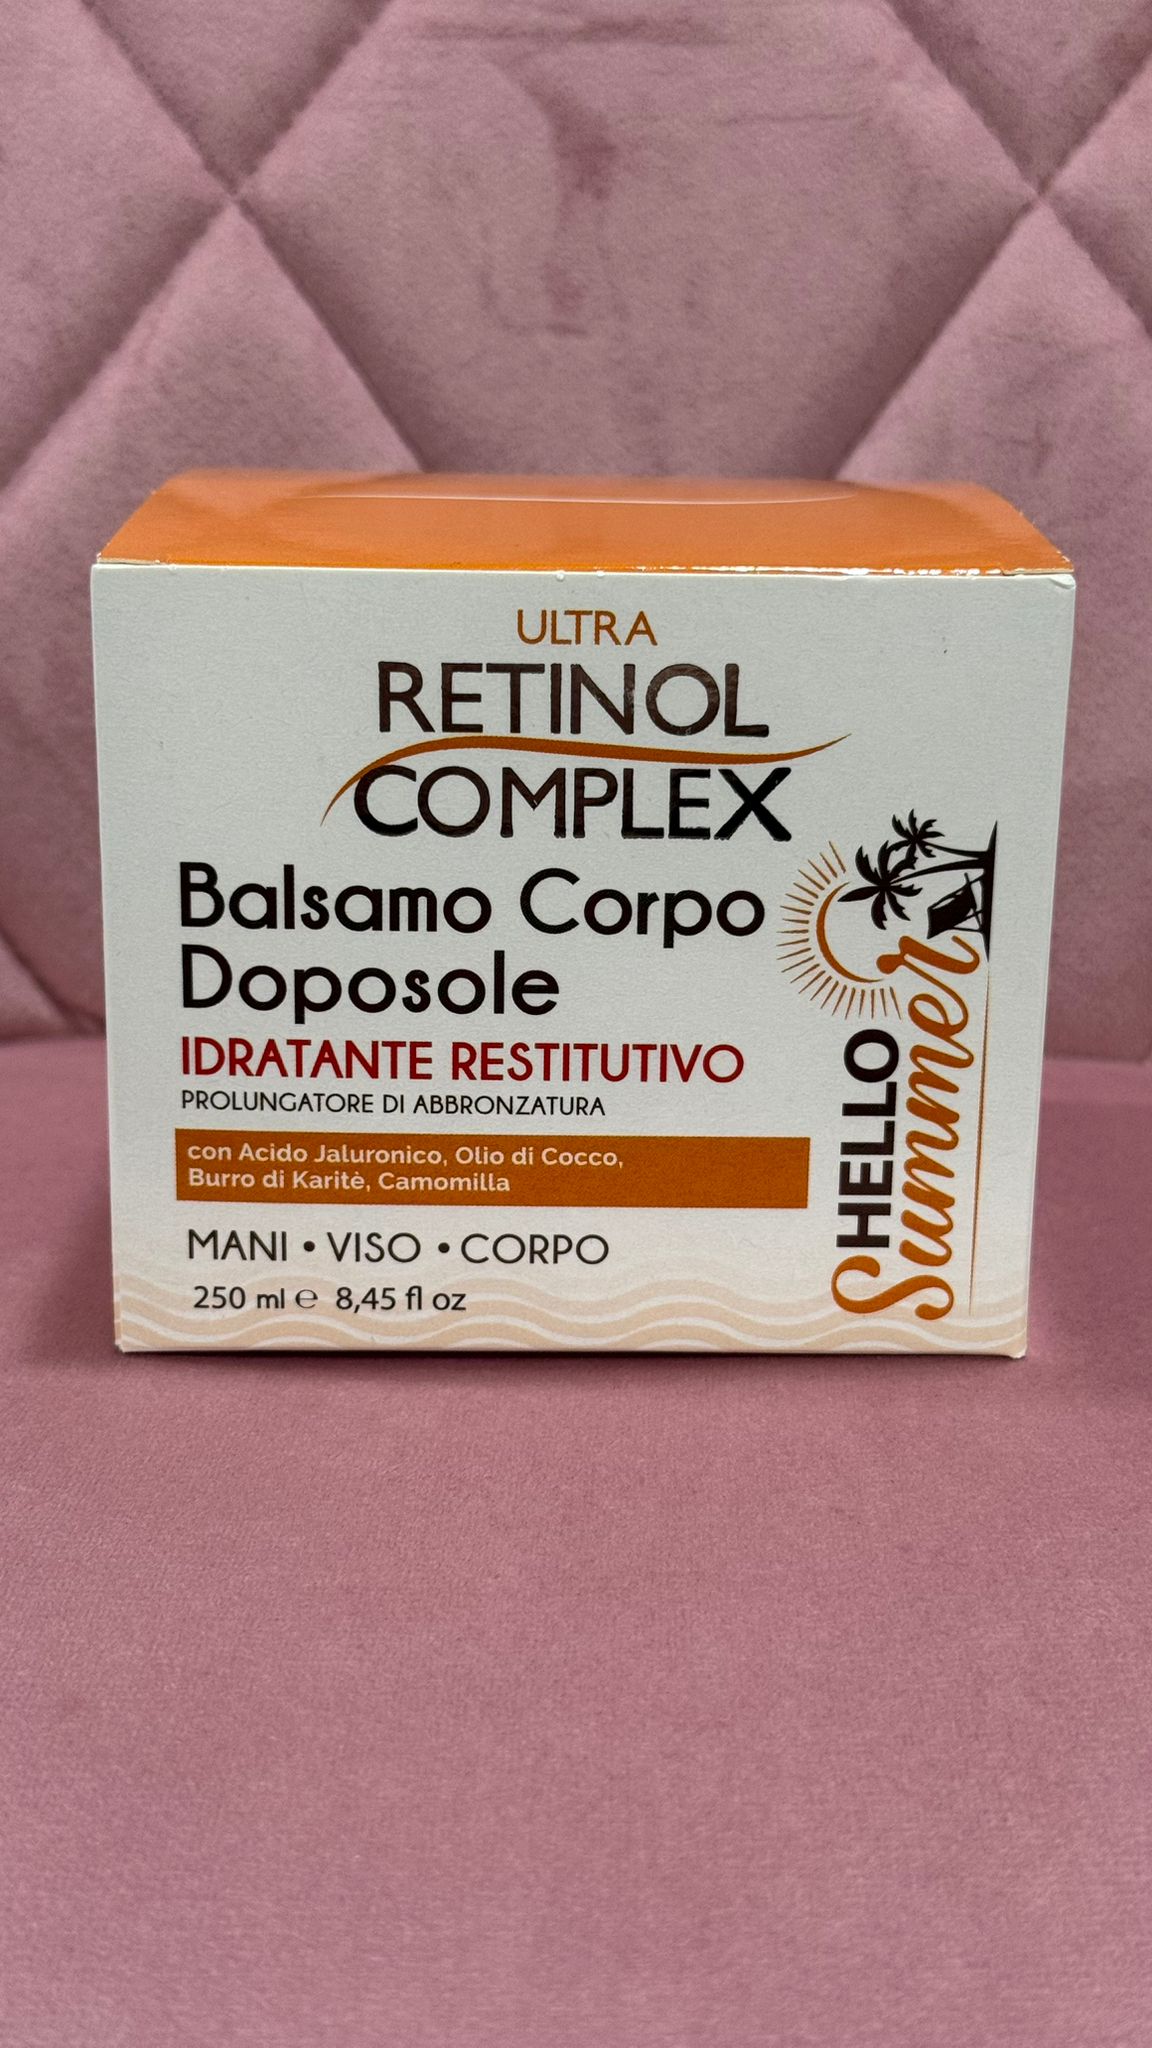 ULTRA
RETINOL
COMPLEX
Balsamo Corpo
Doposole
IDRATANTE RESTITUTIVO
PROLUNGATORE DI ABBRONZATURA
con Acido Jaluronico, Olio di Cocco,
Burro di Karitè, Camomilla
MANI • VISO • CORPO
250 ml ℮ 8,45 fl oz
HELLO
Summer